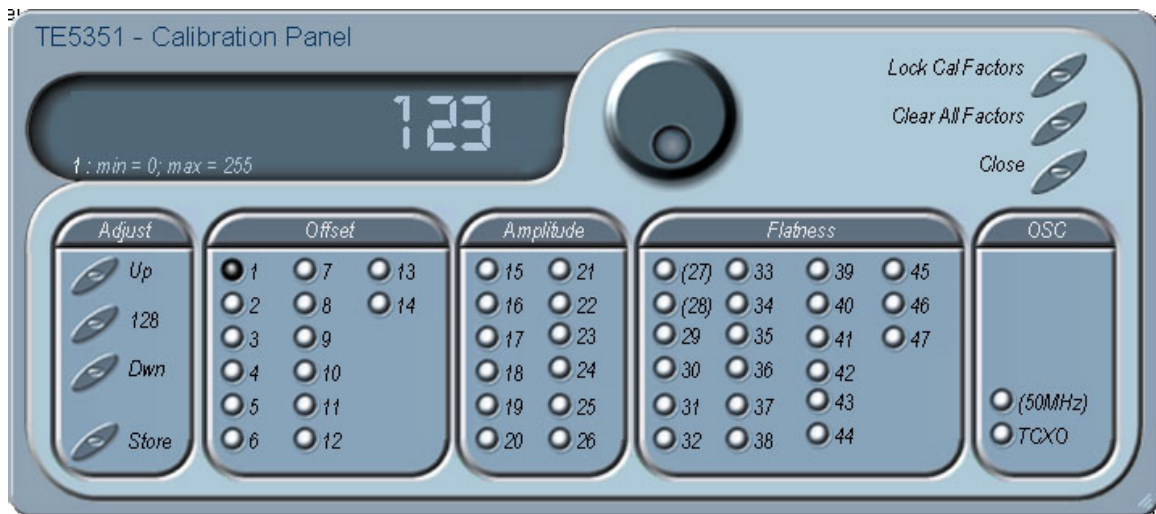 TE5351 - Calibration Panel
123
1 : min = 0; max = 255
Lock Cal Factors
Clear All Factors
Close
Adjust
Up
128
Dwn
Store
Offset
1 7 13
2 8 14
3 9
4 10
5 11
6 12
Amplitude
15 21
16 22
17 23
18 24
19 25
20 26
Flatness
(27) 33 39 45
(28) 34 40 46
29 35 41 47
30 36 42
31 37 43
32 38 44
OSC
(50MHz)
TCXO